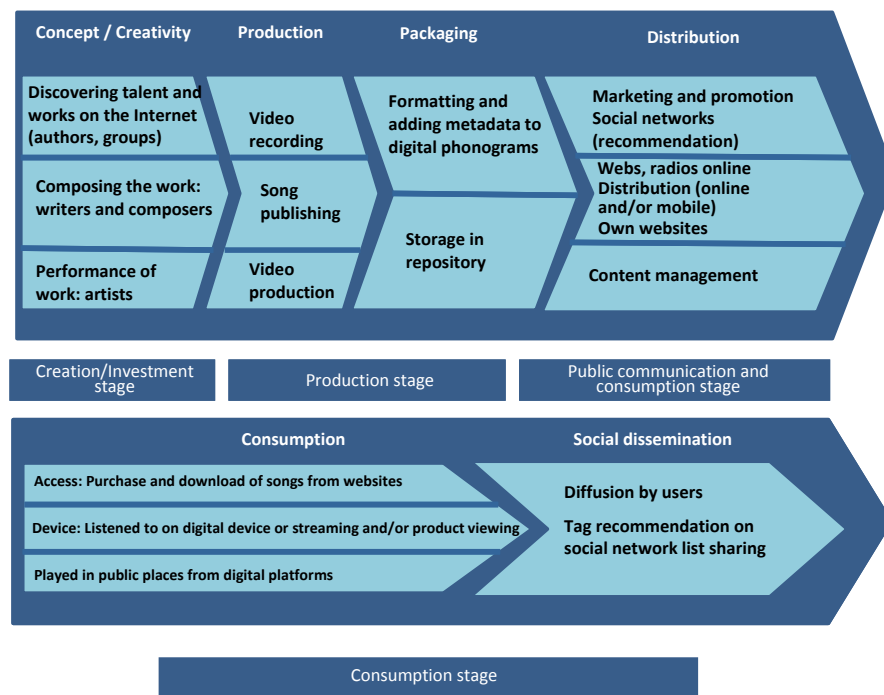 Concept / Creativity
Production
Packaging
Distribution
Discovering talent and
works on the Internet
(authors, groups)
Composing the work:
writers and composers
Performance of
work: artists
Video
recording
Song
publishing
Video
production
Formatting and
adding metadata to
digital phonograms
Storage in
repository
Marketing and promotion
Social networks
(recommendation)
Webs, radios online
Distribution (online
and/or mobile)
Own websites
Content management
Creation/Investment
stage
Production stage
Public communication and
consumption stage
Consumption
Social dissemination
Access: Purchase and download of songs from websites
Device: Listened to on digital device or streaming and/or product viewing
Played in public places from digital platforms
Diffusion by users
Tag recommendation on
social network list sharing
Consumption stage